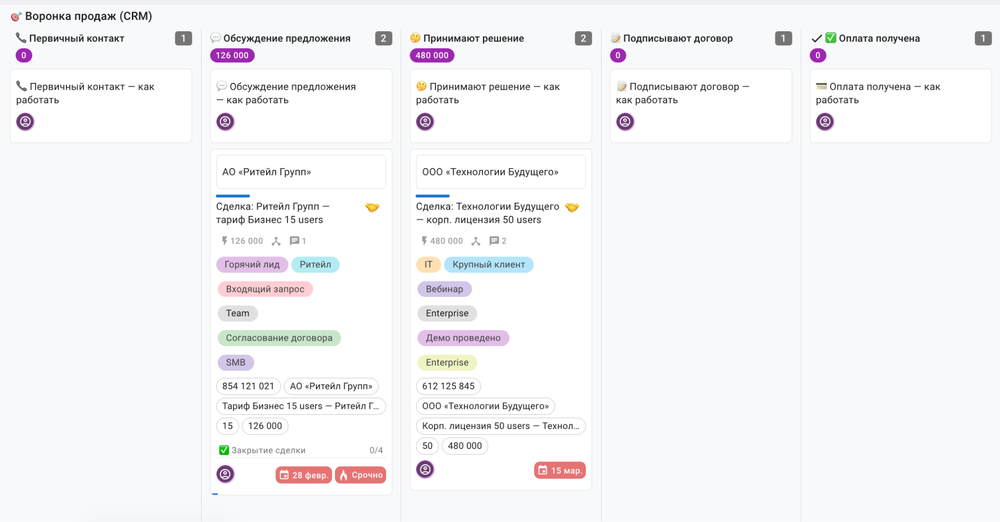 🎯 Воронка продаж (CRM)
📞 Первичный контакт 1
0
📞 Первичный контакт — как
работать
💬 Обсуждение предложения 2
126 000
💬 Обсуждение предложения
— как работать
АО «Ритейл Групп»
Сделка: Ритейл Групп —
тариф Бизнес 15 users
126 000 1
Горячий лид Ритейл
Входящий запрос
Team
Согласование договора
SMB
854 121 021 АО «Ритейл Групп»
Тариф Бизнес 15 users — Ритейл Г...
15 126 000
✅ Закрытие сделки 0/4
28 февр. Срочно
🤔 Принимают решение 2
480 000
🤔 Принимают решение — как
работать
ООО «Технологии Будущего»
Сделка: Технологии Будущего
— корп. лицензия 50 users
480 000 2
IT Крупный клиент
Вебинар
Enterprise
Демо проведено
Enterprise
612 125 845
ООО «Технологии Будущего»
Корп. лицензия 50 users — Технол...
50 480 000
15 мар.
📝 Подписывают договор 1
0
📝 Подписывают договор —
как работать
✓ ✅ Оплата получена 1
0
💳 Оплата получена — как
работать